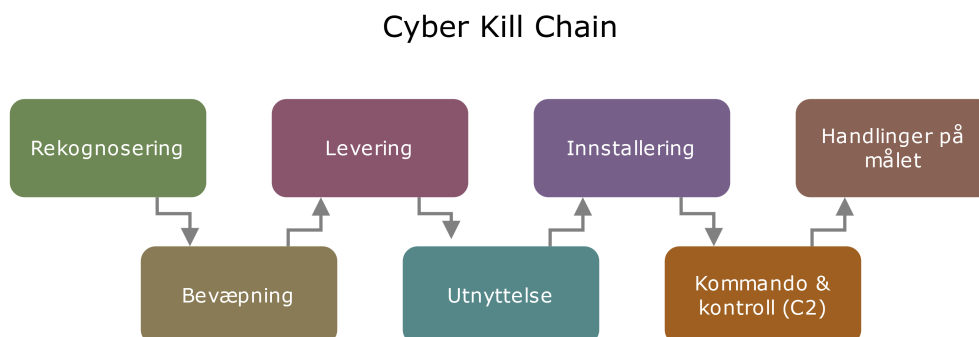 Cyber Kill Chain
Rekognosering
Bevæpning
Levering
Utnyttelse
Innstallering
Kommando &
kontroll (C2)
Handlinger på
målet